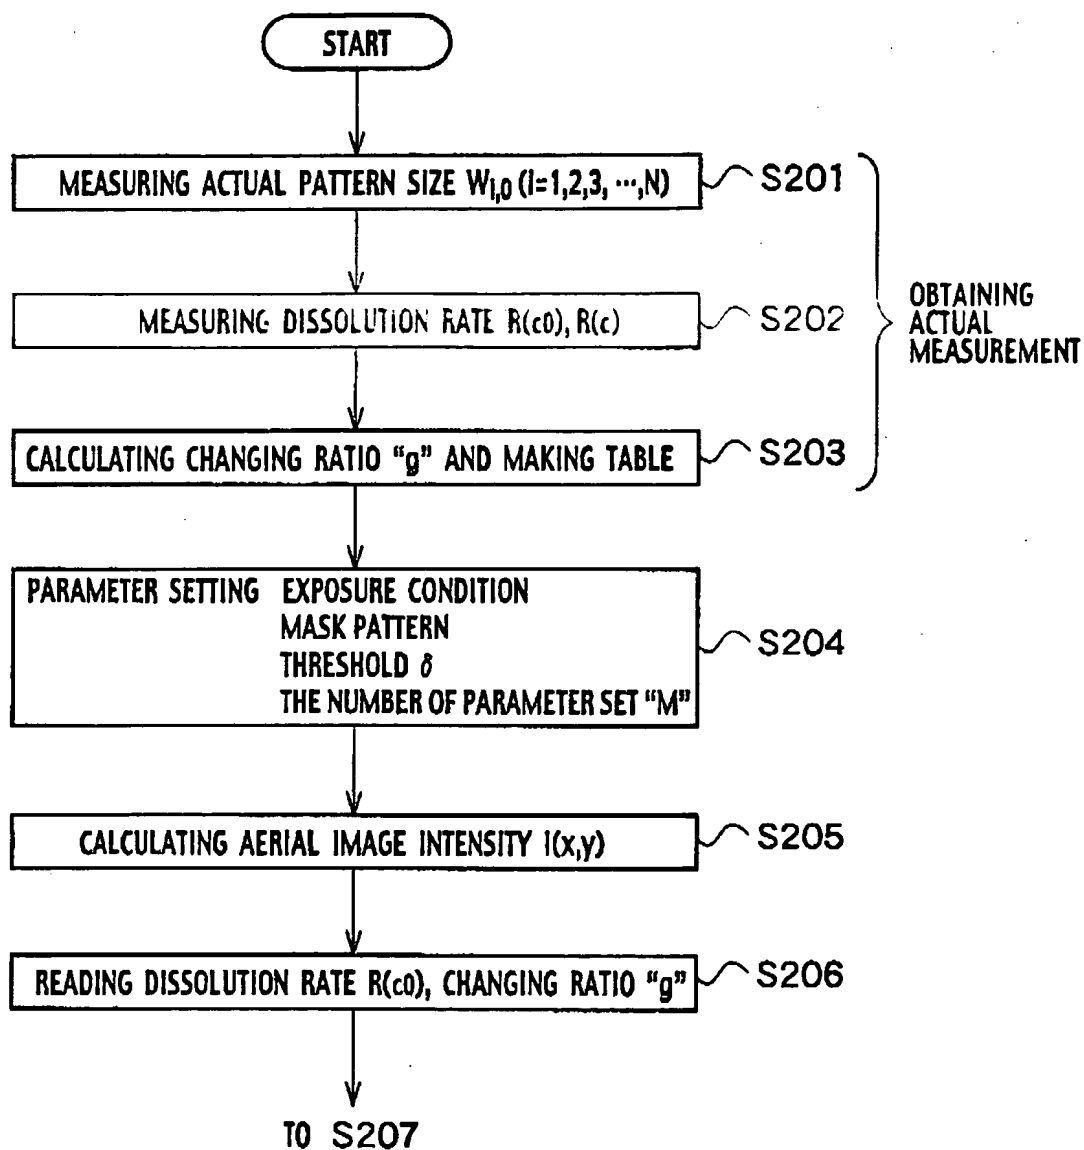 START
MEASURING ACTUAL PATTERN SIZE Wi,0 (i=1,2,3, ···,N)
S201
MEASURING DISSOLUTION RATE R(c0), R(c)
S202
OBTAINING
ACTUAL
MEASUREMENT
CALCULATING CHANGING RATIO “g” AND MAKING TABLE
S203
PARAMETER SETTING EXPOSURE CONDITION
MASK PATTERN
THRESHOLD δ
THE NUMBER OF PARAMETER SET “M”
S204
CALCULATING AERIAL IMAGE INTENSITY I(x,y)
S205
READING DISSOLUTION RATE R(c0), CHANGING RATIO “g”
S206
TO S207